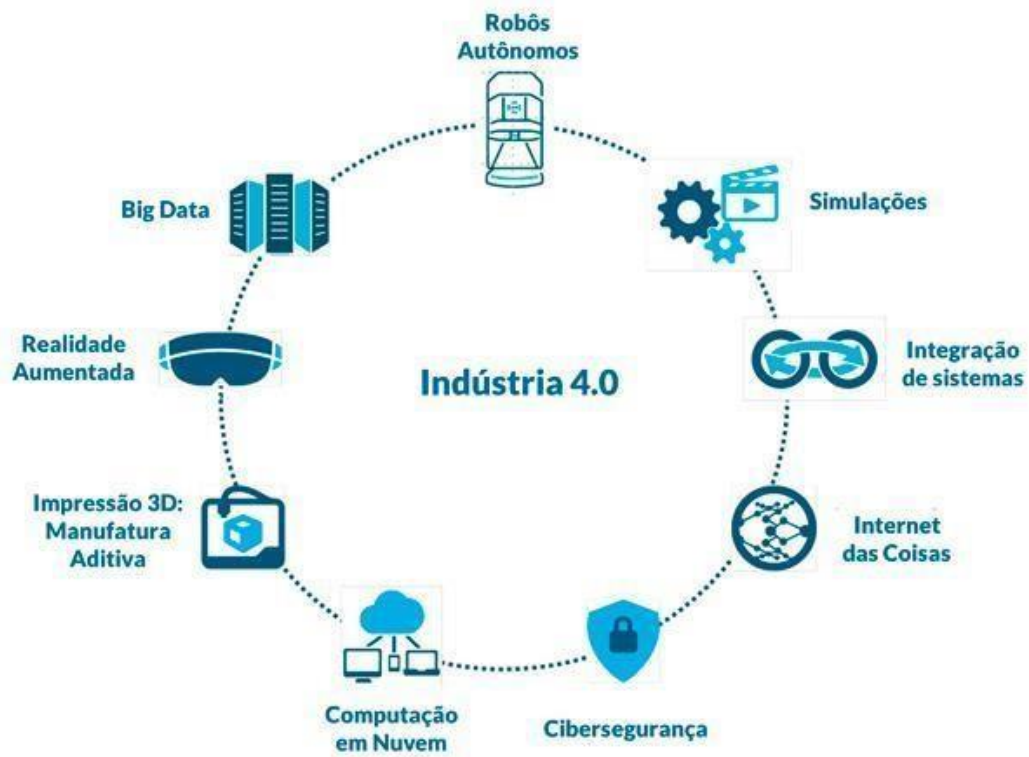 Robôs
Autônomos
Simulações
Big Data
Integração
de sistemas
Realidade
Aumentada
Indústria 4.0
Internet
das Coisas
Impressão 3D:
Manufatura
Aditiva
Cibersegurança
Computação
em Nuvem